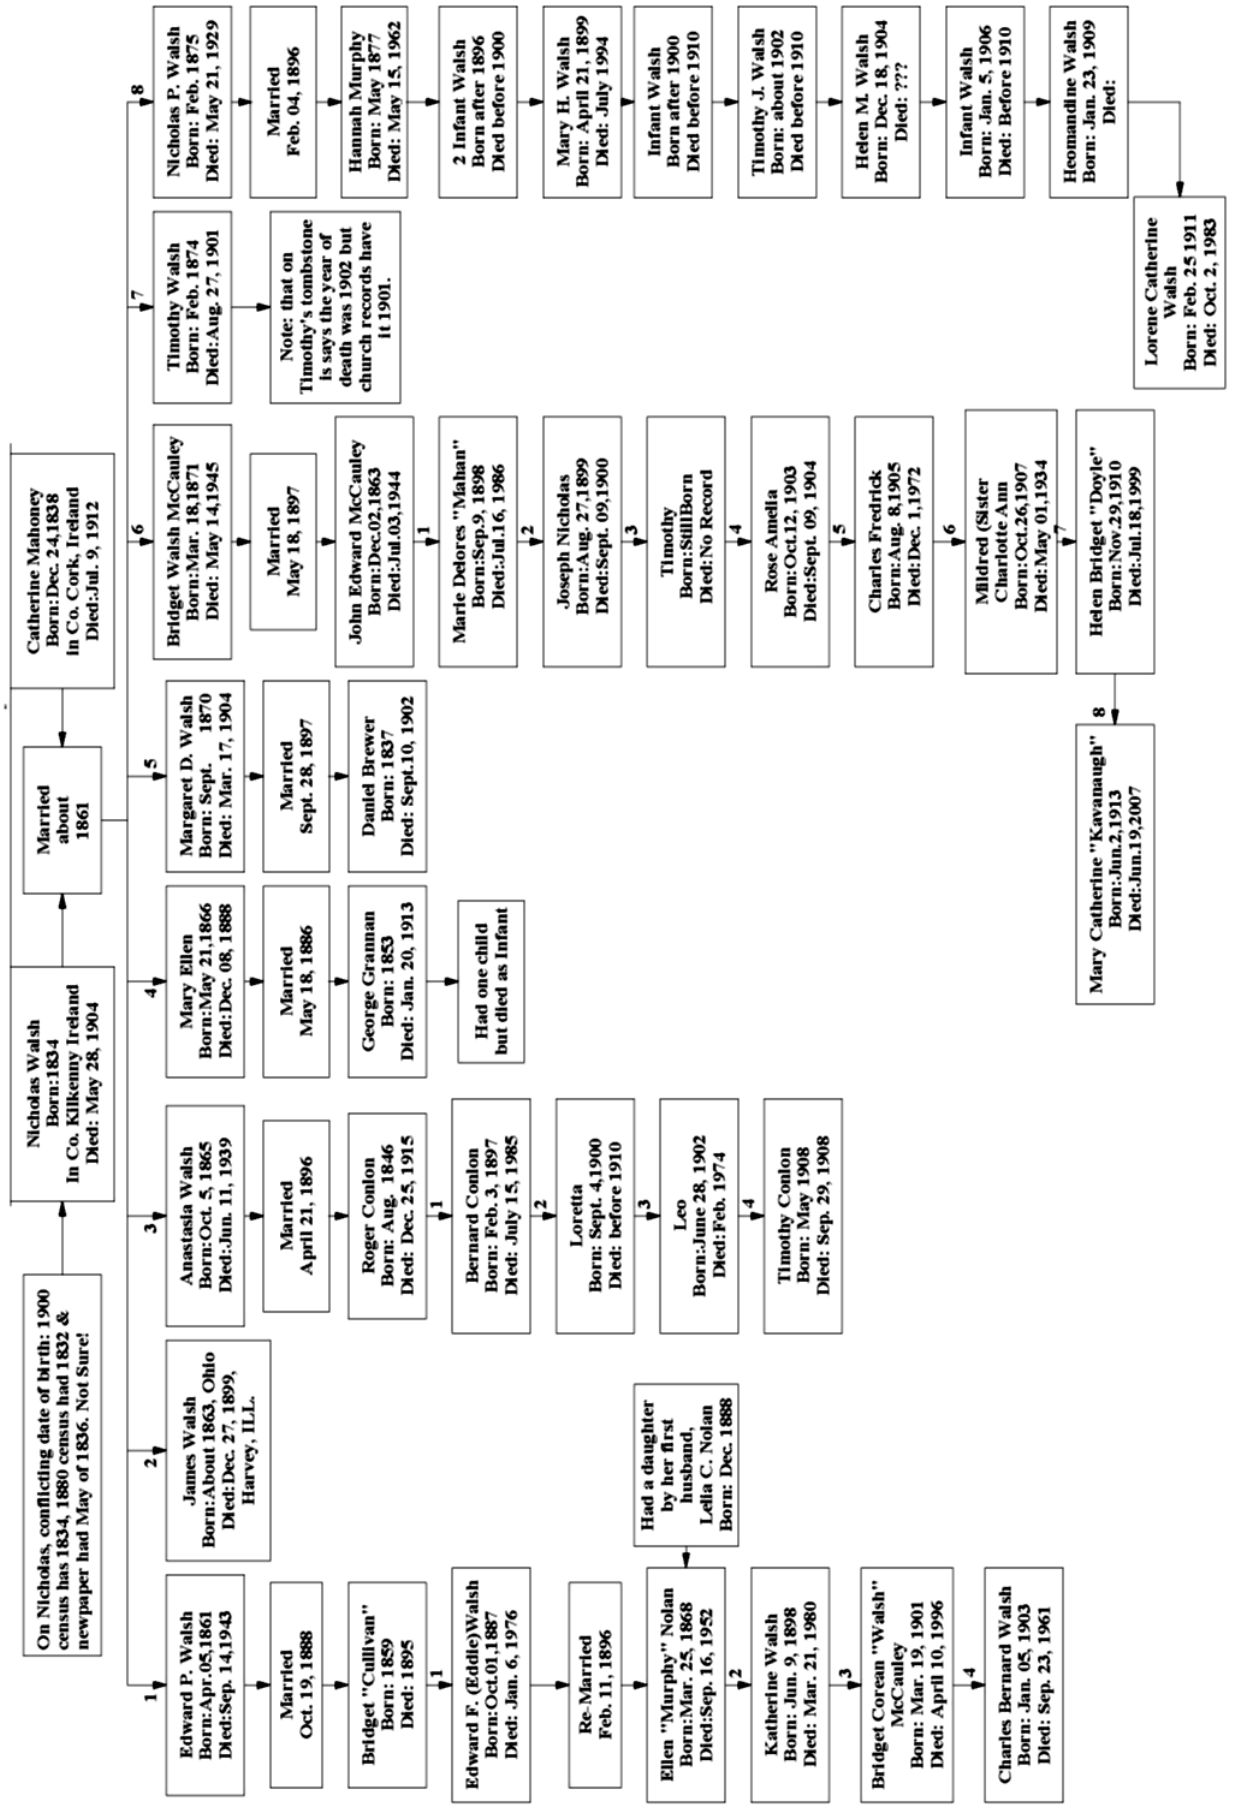 On Nicholas, conflicting date of birth: 1900
census has 1834, 1880 census had 1832 &
newpaper had May of 1836. Not Sure!
Nicholas Walsh
Born:1834
In Co. Kilkenny Ireland
Died: May 28, 1904
Married
about
1861
Catherine Mahoney
Born:Dec. 24,1838
in Co. Cork, Ireland
Died:Jul. 9, 1912
1
Edward P. Walsh
Born:Apr.05,1861
Died:Sep. 14,1943
Married
Oct. 19, 1888
Bridget "Cullivan"
Born: 1859
Died: 1895
1
Edward F. (Eddie)Walsh
Born:Oct.01,1887
Died: Jan. 6, 1976
Re-Married
Feb. 11, 1896
Ellen "Murphy" Nolan
Born:Mar. 25, 1868
Died:Sep. 16, 1952
Had a daughter
by her first
husband,
Lelia C. Nolan
Born: Dec. 1888
2
Katherine Walsh
Born: Jun. 9, 1898
Died: Mar. 21, 1980
3
Bridget Corean "Walsh"
McCauley
Born: Mar. 19, 1901
Died: April 10, 1996
4
Charles Bernard Walsh
Born: Jan. 05, 1903
Died: Sep. 23, 1961
2
James Walsh
Born:About 1863, Ohio
Died:Dec. 27, 1899,
Harvey, ILL.
3
Anastasia Walsh
Born:Oct. 5, 1865
Died:Jun. 11, 1939
Married
April 21, 1896
Roger Conlon
Born: Aug. 1846
Died: Dec. 25, 1915
1
Bernard Conlon
Born: Feb. 3, 1897
Died: July 15, 1985
2
Loretta
Born: Sept. 4,1900
Died: before 1910
3
Leo
Born:June 28, 1902
Died:Feb. 1974
4
Timothy Conlon
Born: May 1908
Died: Sep. 29, 1908
4
Mary Ellen
Born:May 21,1866
Died:Dec. 08, 1888
Married
May 18, 1886
George Grannan
Born: 1853
Died: Jan. 20, 1913
Had one child
but died as Infant
5
Margaret D. Walsh
Born: Sept. 1870
Died: Mar. 17, 1904
Married
Sept. 28, 1897
Daniel Brewer
Born: 1837
Died: Sept.10, 1902
6
Bridget Walsh McCauley
Born:Mar. 18,1871
Died: May 14,1945
Married
May 18, 1897
John Edward McCauley
Born:Dec.02,1863
Died:Jul.03,1944
1
Marie Delores "Mahan"
Born:Sep.9, 1898
Died:Jul.16, 1986
2
Joseph Nicholas
Born:Aug. 27,1899
Died:Sept. 09,1900
3
Timothy
Born:StillBorn
Died:No Record
4
Rose Amelia
Born:Oct.12, 1903
Died:Sept. 09, 1904
5
Charles Fredrick
Born:Aug. 8,1905
Died:Dec. 1,1972
6
Mildred (Sister
Charlotte Ann
Born:Oct.26,1907
Died:May 01,1934
7
Helen Bridget "Doyle"
Born:Nov.29,1910
Died:Jul.18,1999
8
Mary Catherine "Kavanaugh"
Born:Jun.2,1913
Died:Jun.19,2007
7
Timothy Walsh
Born: Feb. 1874
Died:Aug. 27, 1901
Note: that on
Timothy's tombstone
is says the year of
death was 1902 but
church records have
it 1901.
8
Nicholas P. Walsh
Born: Feb. 1875
Died: May 21, 1929
Married
Feb. 04, 1896
Hannah Murphy
Born: May 1877
Died: May 15, 1962
2 Infant Walsh
Born after 1896
Died before 1900
Mary H. Walsh
Born: April 21, 1899
Died: July 1994
Infant Walsh
Born after 1900
Died before 1910
Timothy J. Walsh
Born: about 1902
Died before 1910
Helen M. Walsh
Born: Dec. 18, 1904
Died: ???
Infant Walsh
Born: Jan. 5, 1906
Died: Before 1910
Heomandine Walsh
Born: Jan. 23, 1909
Died:
Lorene Catherine
Walsh
Born: Feb. 25 1911
Died: Oct. 2, 1983